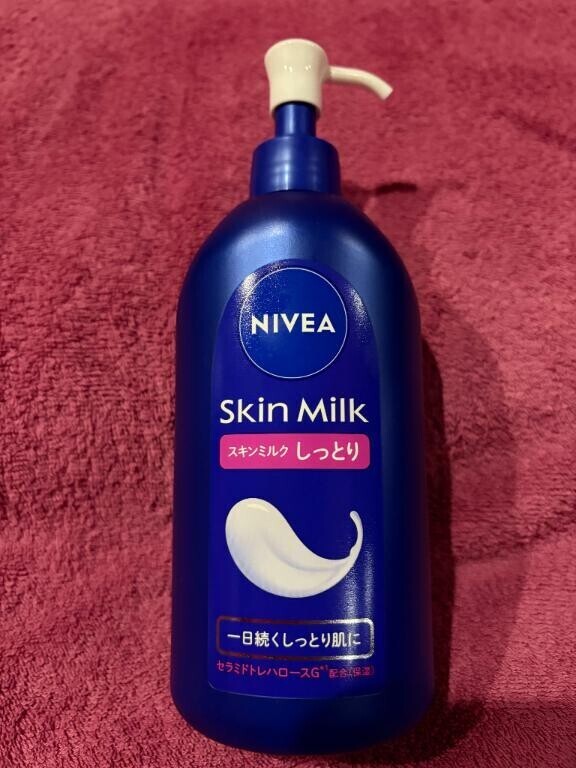 NIVEA
Skin Milk
スキンミルク しっとり
一日続くしっとり肌に
セラミドトレハロースG*¹配合(保湿)